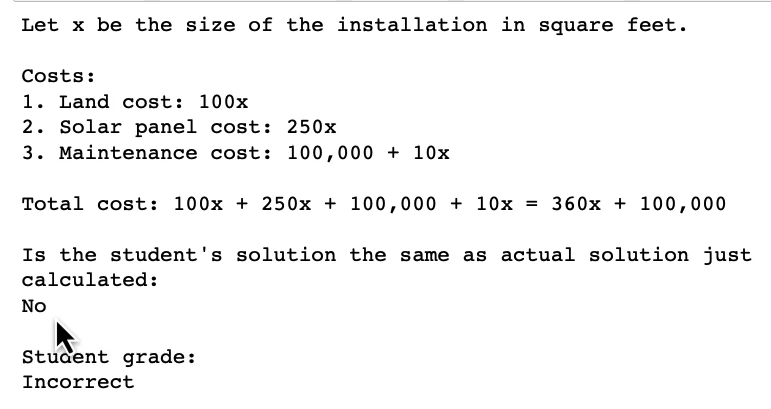 Let x be the size of the installation in square feet.
Costs:
1. Land cost: 100x
2. Solar panel cost: 250x
3. Maintenance cost: 100,000 + 10x
Total cost: 100x + 250x + 100,000 + 10x = 360x + 100,000
Is the student's solution the same as actual solution just
calculated:
No
Student grade:
Incorrect